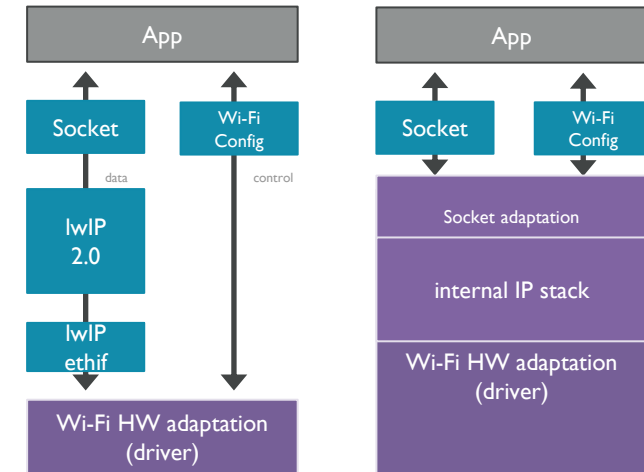 App
Socket
Wi-Fi
Config
data
control
lwIP
2.0
lwIP
ethif
Wi-Fi HW adaptation
(driver)
App
Socket
Wi-Fi
Config
Socket adaptation
internal IP stack
Wi-Fi HW adaptation
(driver)